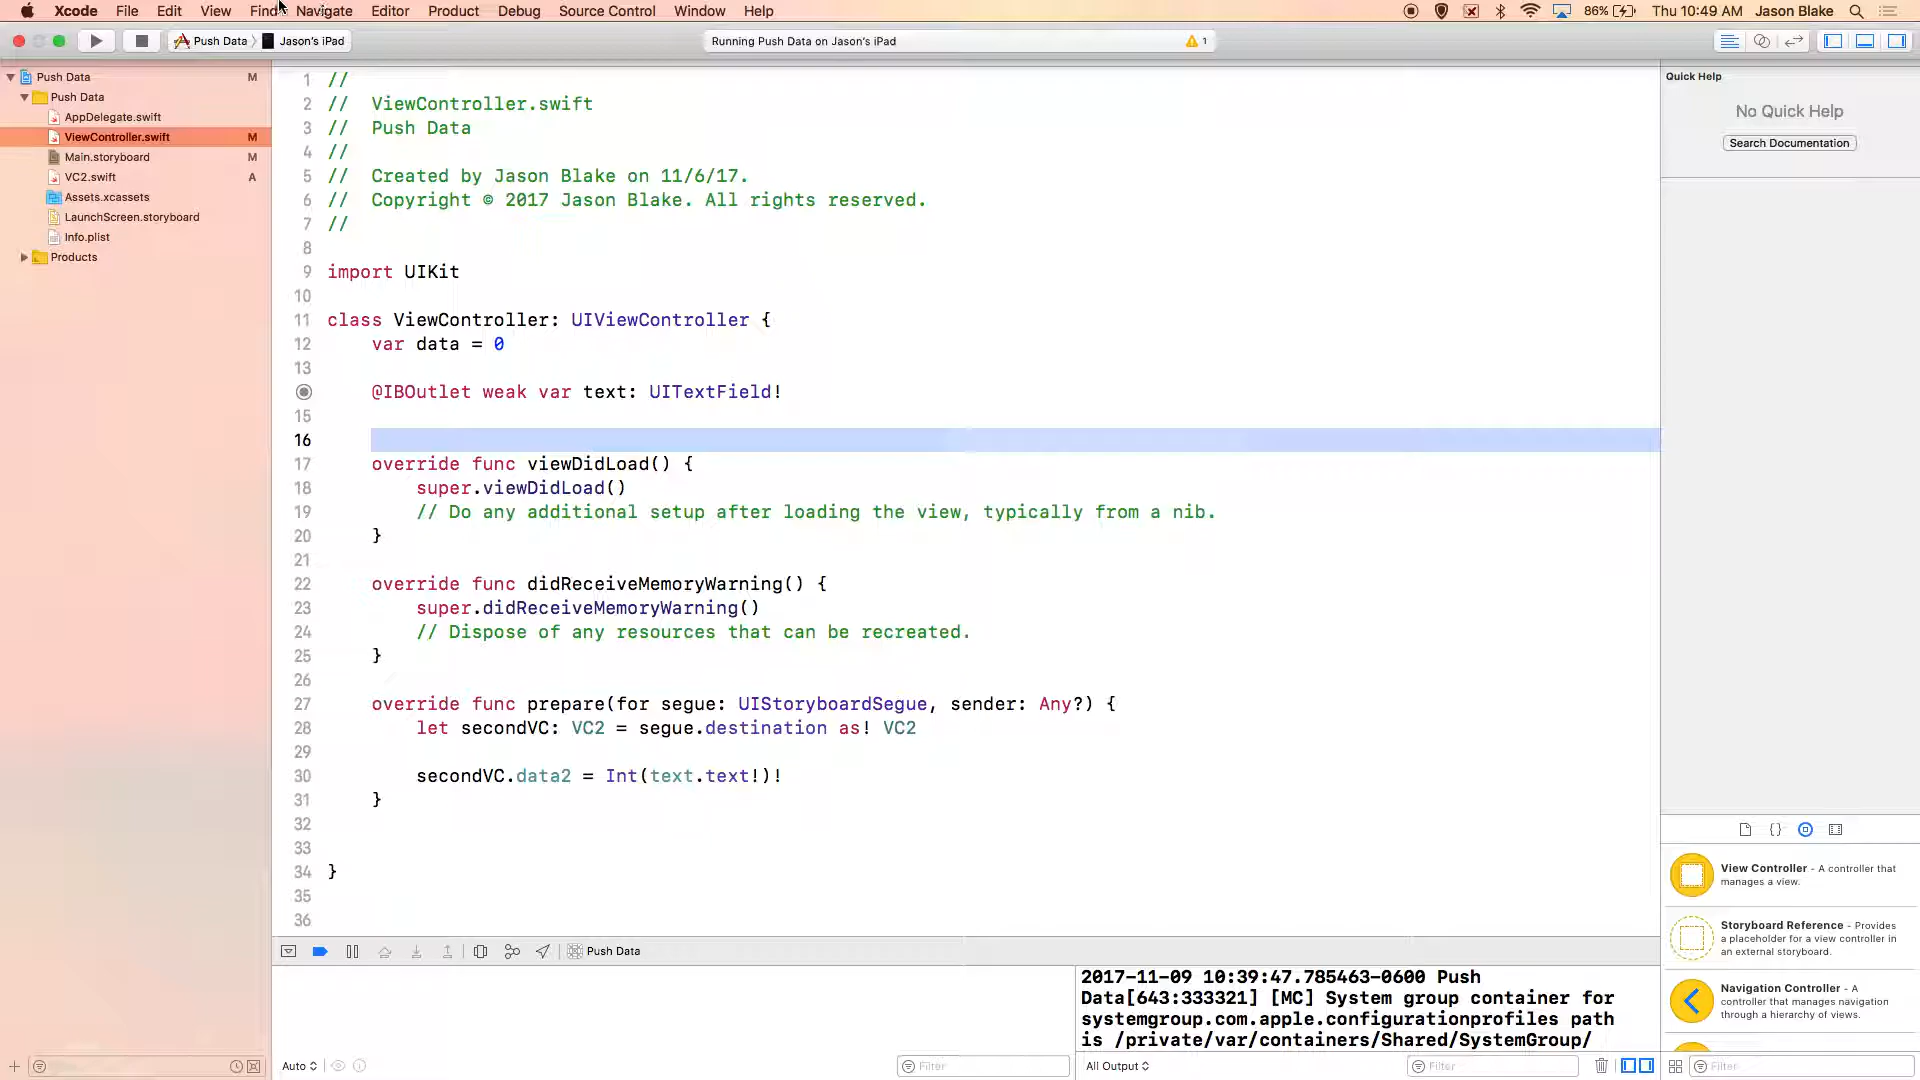 Xcode File Edit View Find Navigate Editor Product Debug Source Control Window Help 86% Thu 10:49 AM Jason Blake
Push Data Jason's iPad Running Push Data on Jason's iPad 1
Push Data M
Push Data
AppDelegate.swift
ViewController.swift M
Main.storyboard M
VC2.swift A
Assets.xcassets
LaunchScreen.storyboard
Info.plist
Products
1 //
2 // ViewController.swift
3 // Push Data
4 //
5 // Created by Jason Blake on 11/6/17.
6 // Copyright © 2017 Jason Blake. All rights reserved.
7 //
8
9 import UIKit
10
11 class ViewController: UIViewController {
12 var data = 0
13
@IBOutlet weak var text: UITextField!
15
16
17 override func viewDidLoad() {
18 super.viewDidLoad()
19 // Do any additional setup after loading the view, typically from a nib.
20 }
21
22 override func didReceiveMemoryWarning() {
23 super.didReceiveMemoryWarning()
24 // Dispose of any resources that can be recreated.
25 }
26
27 override func prepare(for segue: UIStoryboardSegue, sender: Any?) {
28 let secondVC: VC2 = segue.destination as! VC2
29
30 secondVC.data2 = Int(text.text!)!
31 }
32
33
34 }
35
36
Push Data
2017-11-09 10:39:47.785463-0600 Push
Data[643:333321] [MC] System group container for
systemgroup.com.apple.configurationprofiles path
is /private/var/containers/Shared/SystemGroup/
Auto Filter All Output Filter
Quick Help
No Quick Help
Search Documentation
{}
View Controller - A controller that
manages a view.
Storyboard Reference - Provides
a placeholder for a view controller in
an external storyboard.
Navigation Controller - A
controller that manages navigation
through a hierarchy of views.
Filter